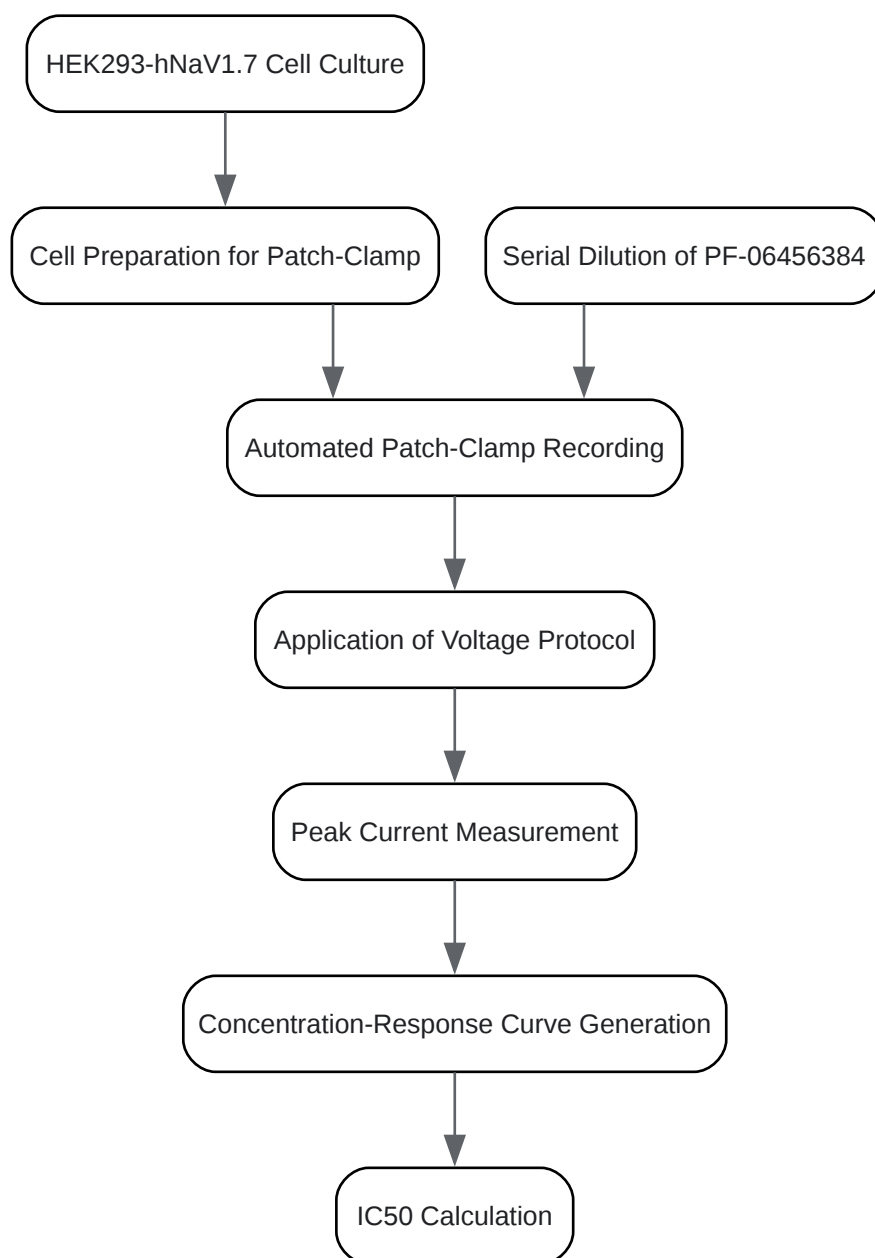 HEK293-hNaV1.7 Cell Culture
Cell Preparation for Patch-Clamp
Serial Dilution of PF-06456384
Automated Patch-Clamp Recording
Application of Voltage Protocol
Peak Current Measurement
Concentration-Response Curve Generation
IC50 Calculation